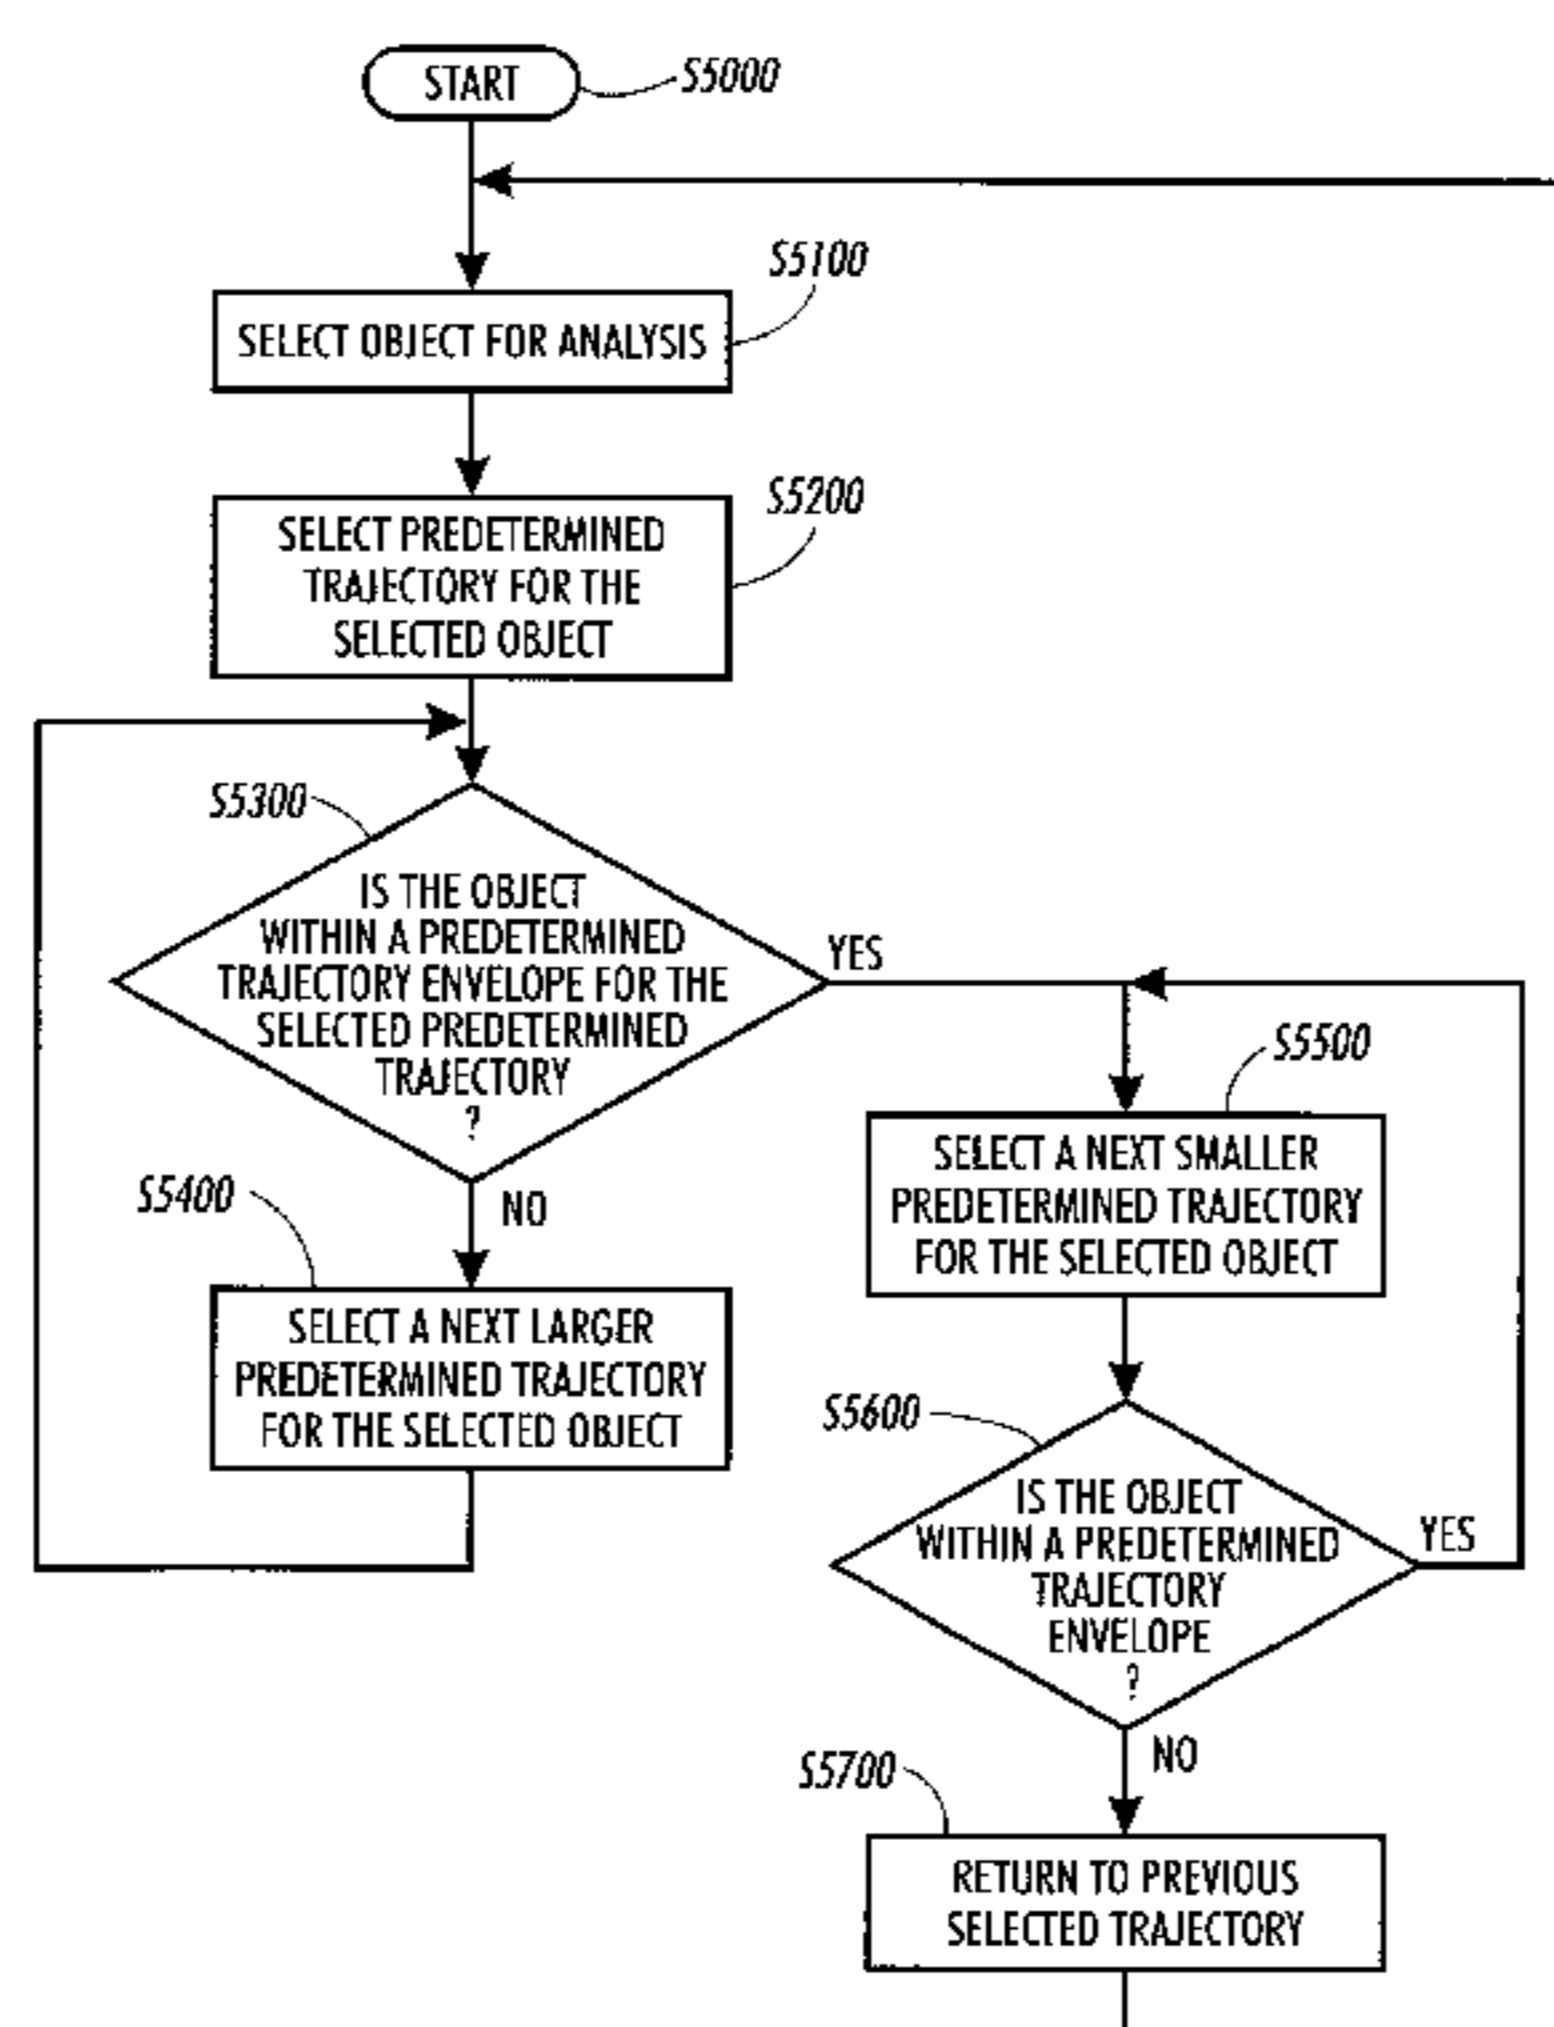 START
S5000
S5100
SELECT OBJECT FOR ANALYSIS
S5200
SELECT PREDETERMINED
TRAJECTORY FOR THE
SELECTED OBJECT
S5300
IS THE OBJECT
WITHIN A PREDETERMINED
TRAJECTORY ENVELOPE FOR THE
SELECTED PREDETERMINED
TRAJECTORY
?
YES
NO
S5400
SELECT A NEXT LARGER
PREDETERMINED TRAJECTORY
FOR THE SELECTED OBJECT
S5500
SELECT A NEXT SMALLER
PREDETERMINED TRAJECTORY
FOR THE SELECTED OBJECT
S5600
IS THE OBJECT
WITHIN A PREDETERMINED
TRAJECTORY
ENVELOPE
?
YES
NO
S5700
RETURN TO PREVIOUS
SELECTED TRAJECTORY